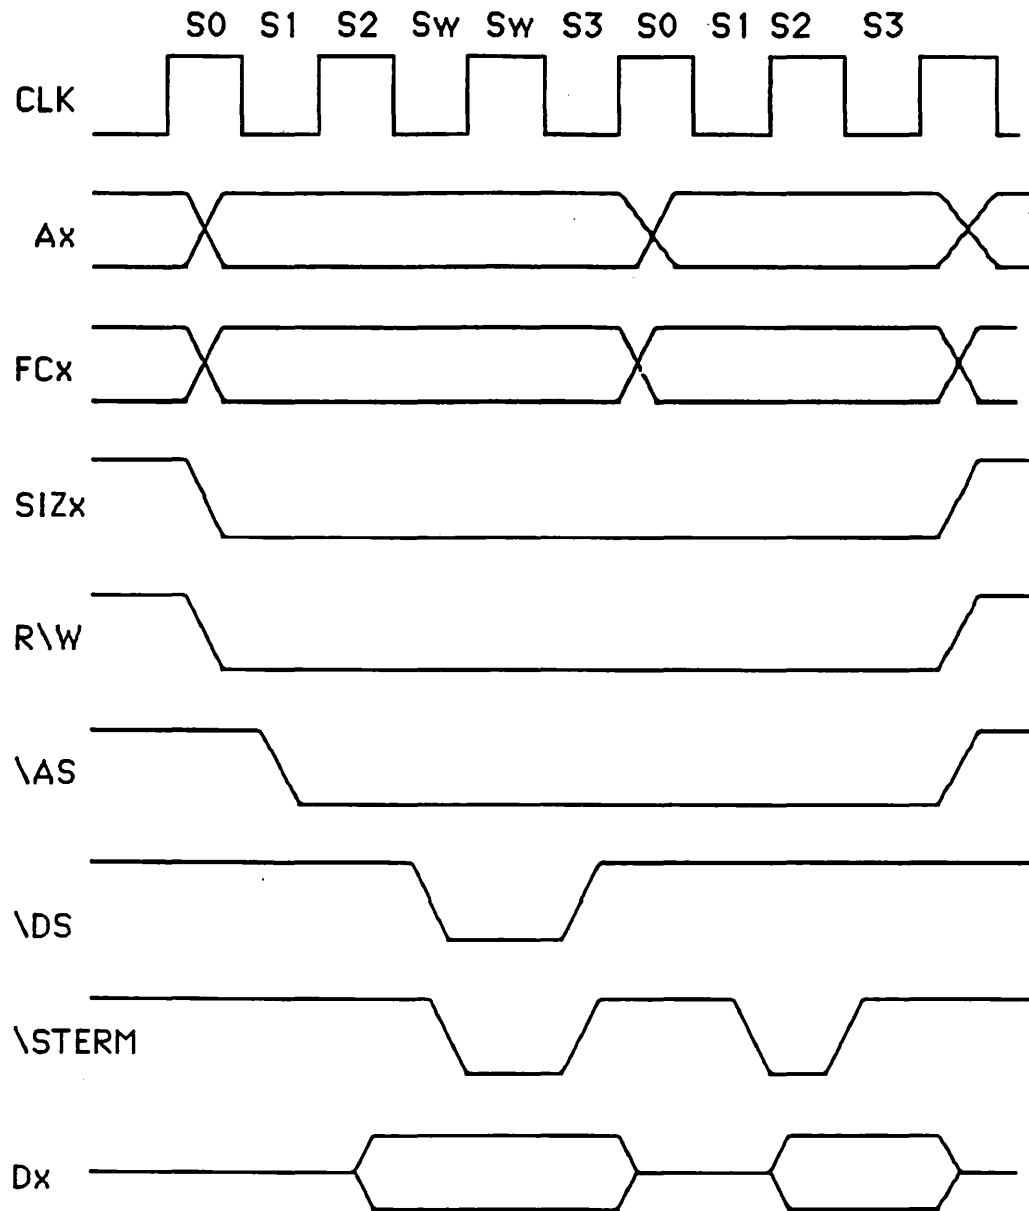 S0 S1 S2 Sw Sw S3 S0 S1 S2 S3
CLK
Ax
FCx
SIZx
R\W
\AS
\DS
\STERM
Dx